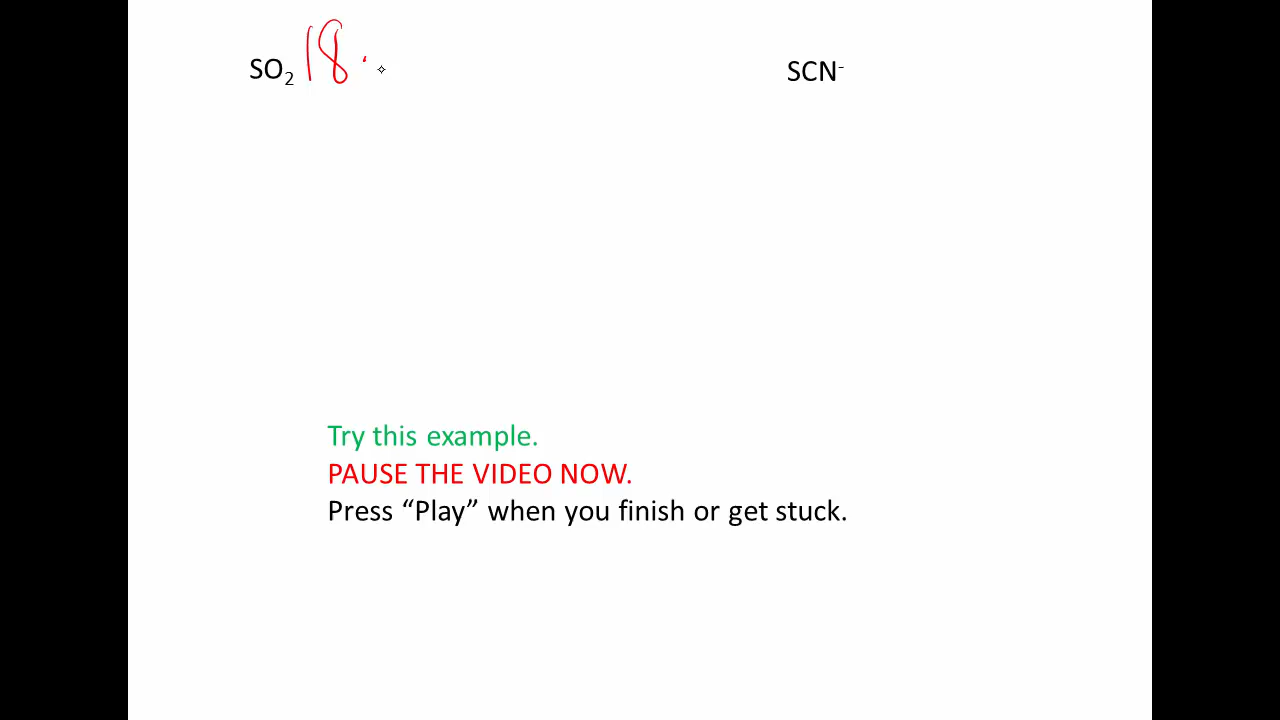 SO₂ 18 SCN⁻
Try this example.
PAUSE THE VIDEO NOW.
Press “Play” when you finish or get stuck.